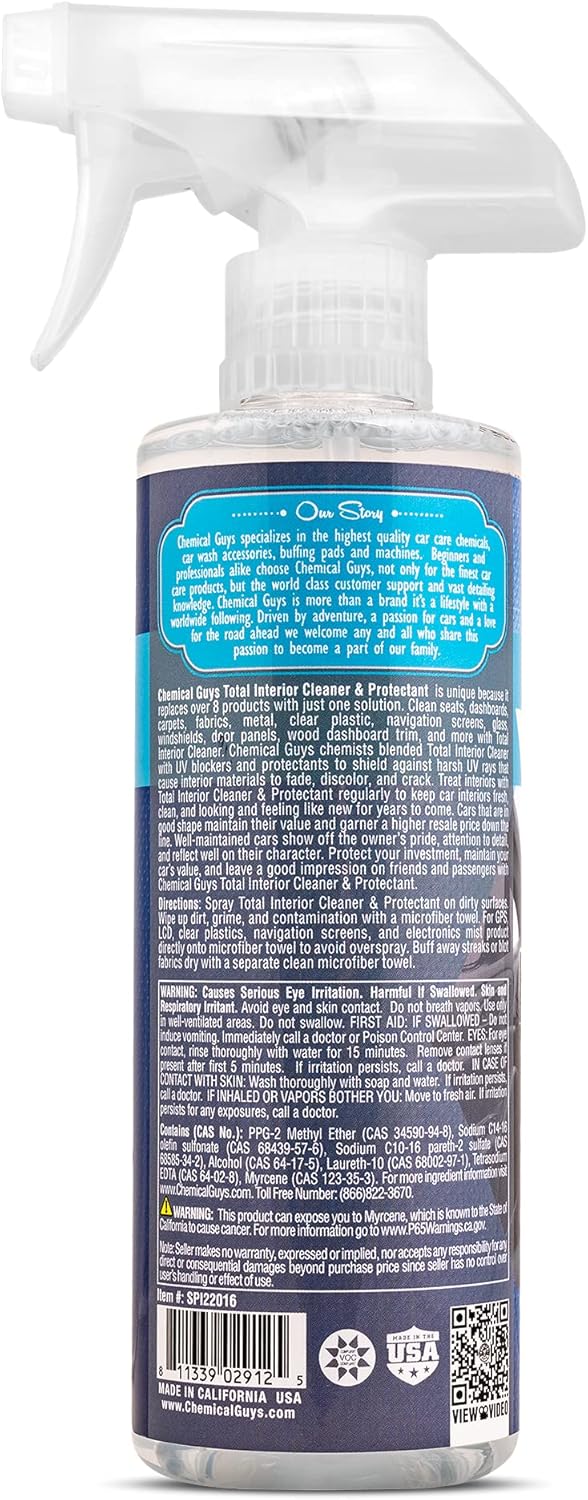 Our Story
Chemical Guys specializes in the highest quality car care chemicals,
car wash accessories, buffing pads and machines. Beginners and
professionals alike choose Chemical Guys, not only for the finest car
care products, but the world class customer support and vast detailing
knowledge. Chemical Guys is more than a brand it's a lifestyle with a
worldwide following. Driven by adventure, a passion for cars and a love
for the road ahead we welcome any and all who share this
passion to become a part of our family.
Chemical Guys Total Interior Cleaner & Protectant is unique because it
replaces over 8 products with just one solution. Clean seats, dashboards,
carpets, fabrics, metal, clear plastic, navigation screens, glass,
windshields, door panels, wood dashboard trim, and more with Total
Interior Cleaner. Chemical Guys chemists blended Total Interior Cleaner
with UV blockers and protectants to shield against harsh UV rays that
cause interior materials to fade, discolor, and crack. Treat interiors with
Total Interior Cleaner & Protectant regularly to keep car interiors fresh,
clean, and looking and feeling like new for years to come. Cars that are in
good shape maintain their value and garner a higher resale price down the
line. Well-maintained cars show off the owner's pride, attention to detail,
and reflect well on their character. Protect your investment, maintain your
car's value, and leave a good impression on friends and passengers with
Chemical Guys Total Interior Cleaner & Protectant.
Directions: Spray Total Interior Cleaner & Protectant on dirty surfaces.
Wipe up dirt, grime, and contamination with a microfiber towel. For GPS,
LCD, clear plastics, navigation screens, and electronics mist product
directly onto microfiber towel to avoid overspray. Buff away streaks or blot
fabrics dry with a separate clean microfiber towel.
WARNING: Causes Serious Eye Irritation. Harmful If Swallowed. Skin and
Respiratory Irritant. Avoid eye and skin contact. Do not breath vapors. Use only
in well-ventilated areas. Do not swallow. FIRST AID: IF SWALLOWED – Do not
induce vomiting. Immediately call a doctor or Poison Control Center. EYES: For eye
contact, rinse thoroughly with water for 15 minutes. Remove contact lenses if
present after first 5 minutes. If irritation persists, call a doctor. IN CASE OF
CONTACT WITH SKIN: Wash thoroughly with soap and water. If irritation persists,
call a doctor. IF INHALED OR VAPORS BOTHER YOU: Move to fresh air. If irritation
persists for any exposures, call a doctor.
Contains (CAS No.): PPG-2 Methyl Ether (CAS 34590-94-8), Sodium C14-16
olefin sulfonate (CAS 68439-57-6), Sodium C10-16 pareth-2 sulfate (CAS
68585-34-2), Alcohol (CAS 64-17-5), Laureth-10 (CAS 68002-97-1), Tetrasodium
EDTA (CAS 64-02-8), Myrcene (CAS 123-35-3). For more ingredient information visit
www.ChemicalGuys.com. Toll Free Number: (866)822-3670.
WARNING: This product can expose you to Myrcene, which is known to the State of
California to cause cancer. For more information go to www.P65Warnings.ca.gov.
Note: Seller makes no warranty, expressed or implied, nor accepts any responsibility for any
direct or consequential damages beyond purchase price since seller has no control over
user's handling or effect of use.
Item #: SPI22016
8 11339 02912 5
MADE IN CALIFORNIA USA
www.ChemicalGuys.com
COMPLIANT
VOC
COMPLIANT
MADE IN THE
USA
VIEW VIDEO